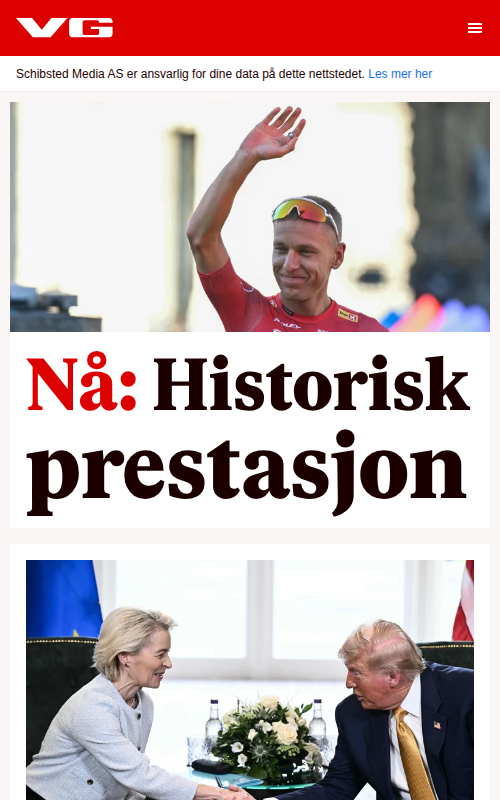 VG
Schibsted Media AS er ansvarlig for dine data på dette nettstedet. Les mer her
Nå: Historisk
prestasjon